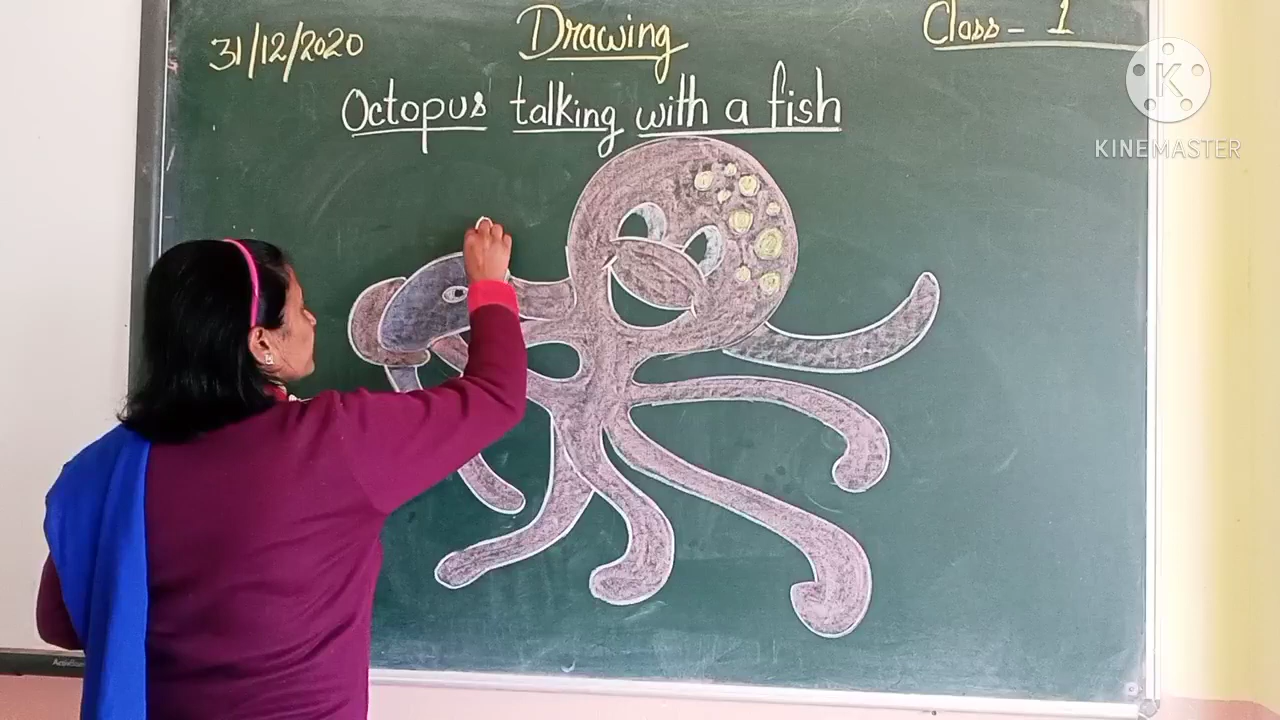 31/12/2020
Drawing
Class - 1
Octopus talking with a fish
K
KINEMASTER